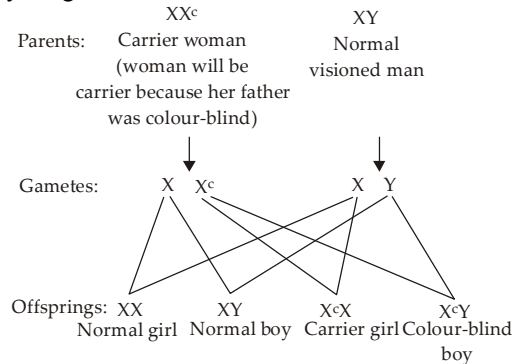 XXᶜ XY
Parents: Carrier woman Normal
(woman will be visioned man
carrier because her father
was colour-blind)
Gametes: X Xᶜ X Y
Offsprings: XX XY XᶜX XᶜY
Normal girl Normal boy Carrier girl Colour-blind
boy